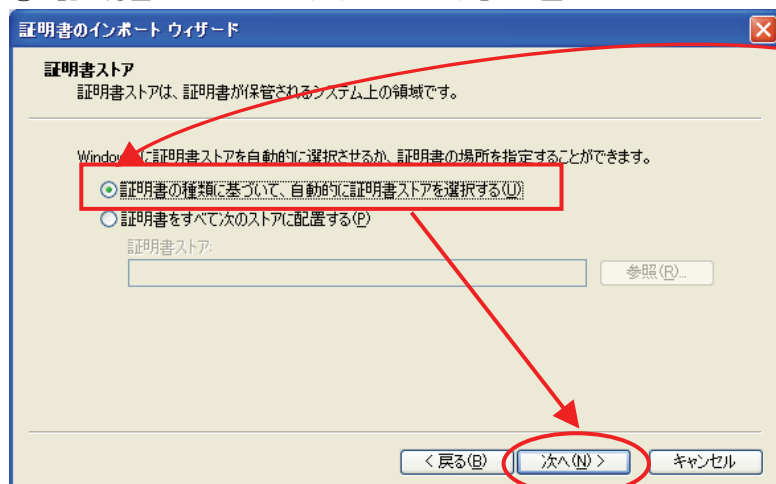 証明書のインポート ウィザード
証明書ストア
証明書ストアは、証明書が保管されるシステム上の領域です。
Windowsに証明書ストアを自動的に選択させるか、証明書の場所を指定することができます。
証明書の種類に基づいて、自動的に証明書ストアを選択する(U)
証明書をすべて次のストアに配置する(P)
証明書ストア:
参照(R)...
< 戻る(B)
次へ(N) >
キャンセル